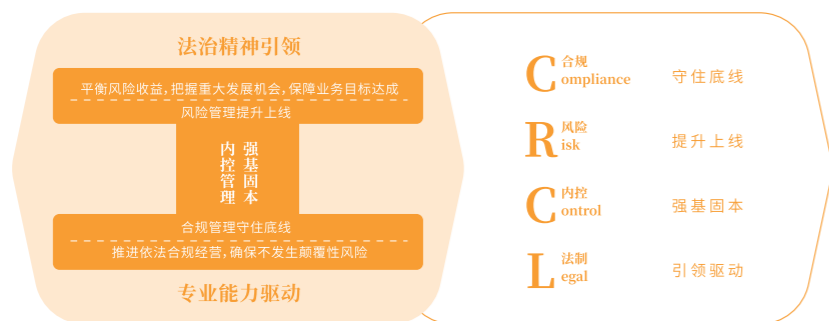 法治精神引领
平衡风险收益，把握重大发展机会，保障业务目标达成
风险管理提升上线
强基固本
内控管理
合规管理守住底线
推进依法合规经营，确保不发生颠覆性风险
专业能力驱动
合规
Compliance
守住底线
风险
Risk
提升上线
内控
Control
强基固本
法制
Legal
引领驱动